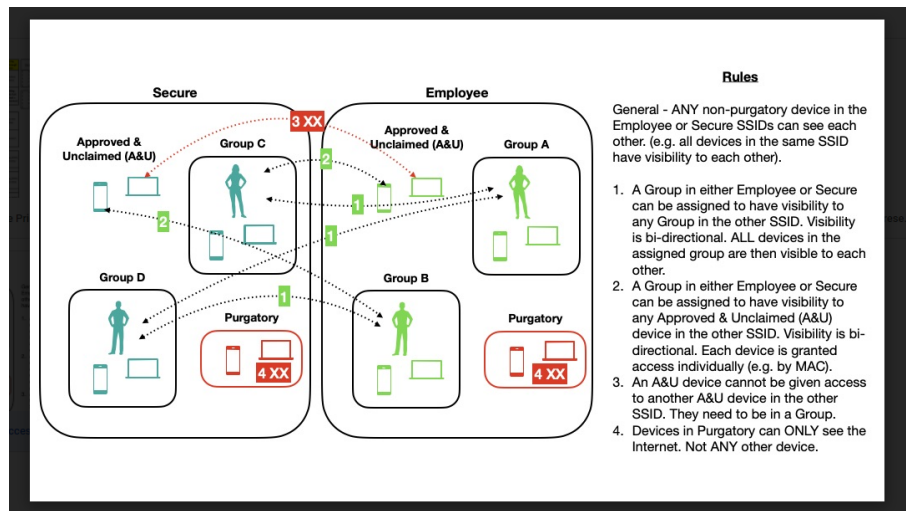 Secure
Employee
3 XX
Approved &
Unclaimed (A&U)
Group C
Approved &
Unclaimed (A&U)
Group A
2
1
2
1
Group D
Group B
1
Purgatory
4 XX
Purgatory
4 XX
Rules
General - ANY non-purgatory device in the
Employee or Secure SSIDs can see each
other. (e.g. all devices in the same SSID
have visibility to each other).
1. A Group in either Employee or Secure
can be assigned to have visibility to
any Group in the other SSID. Visibility
is bi-directional. ALL devices in the
assigned group are then visible to each
other.
2. A Group in either Employee or Secure
can be assigned to have visibility to
any Approved & Unclaimed (A&U)
device in the other SSID. Visibility is bi-
directional. Each device is granted
access individually (e.g. by MAC).
3. An A&U device cannot be given access
to another A&U device in the other
SSID. They need to be in a Group.
4. Devices in Purgatory can ONLY see the
Internet. Not ANY other device.